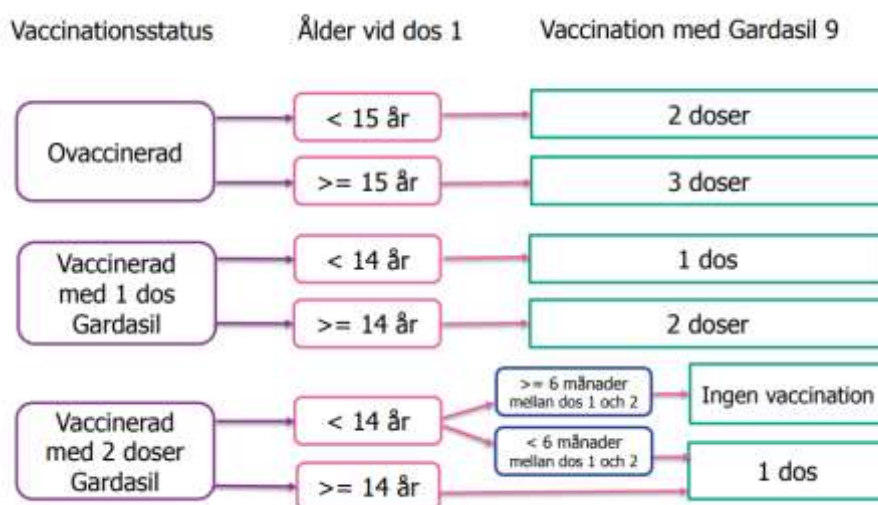 Vaccinationsstatus
Ålder vid dos 1
Vaccination med Gardasil 9
Ovaccinerad
< 15 år
2 doser
>= 15 år
3 doser
Vaccinerad
med 1 dos
Gardasil
< 14 år
1 dos
>= 14 år
2 doser
Vaccinerad
med 2 doser
Gardasil
< 14 år
>= 6 månader
mellan dos 1 och 2
Ingen vaccination
< 6 månader
mellan dos 1 och 2
1 dos
>= 14 år